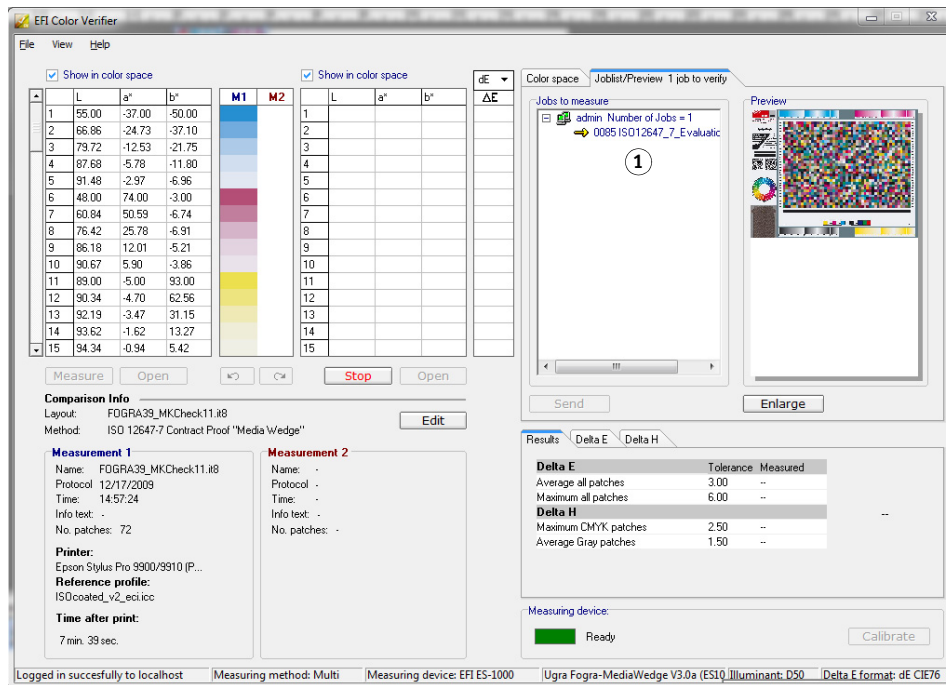 EFI Color Verifier
File View Help
Show in color space
L a* b* M1 M2
1 55.00 -37.00 -50.00
2 66.86 -24.73 -37.10
3 79.72 -12.53 -21.75
4 87.68 -5.78 -11.80
5 91.48 -2.97 -6.96
6 48.00 74.00 -3.00
7 60.84 50.59 -6.74
8 76.42 25.78 -6.91
9 86.18 12.01 -5.21
10 90.67 5.90 -3.86
11 89.00 -5.00 93.00
12 90.34 -4.70 62.56
13 92.19 -3.47 31.15
14 93.62 -1.62 13.27
15 94.34 -0.94 5.42
Measure Open
Show in color space
L a* b*
1
2
3
4
5
6
7
8
9
10
11
12
13
14
15
dE
ΔE
Stop Open
Comparison Info
Layout: FOGRA39_MKCheck11.it8
Method: ISO 12647-7 Contract Proof "Media Wedge"
Edit
Measurement 1
Name: FOGRA39_MKCheck11.it8
Protocol 12/17/2009
Time: 14:57:24
Info text: -
No. patches: 72
Printer:
Epson Stylus Pro 9900/9910 (P...
Reference profile:
ISOcoated_v2_eci.icc
Time after print:
7 min. 39 sec.
Measurement 2
Name: -
Protocol -
Time: -
Info text: -
No. patches: -
Color space Joblist/Preview 1 job to verify
Jobs to measure
admin Number of Jobs = 1
0085 ISO12647_7_Evaluatic
1
Send
Preview
Enlarge
Results Delta E Delta H
Delta E Tolerance Measured
Average all patches 3.00 --
Maximum all patches 6.00 --
Delta H
Maximum CMYK patches 2.50 --
Average Gray patches 1.50 --
--
Measuring device:
Ready
Calibrate
Logged in succesfully to localhost Measuring method: Multi Measuring device: EFI ES-1000 Ugra Fogra-MediaWedge V3.0a (ES10 Illuminant: D50 Delta E format: dE CIE76